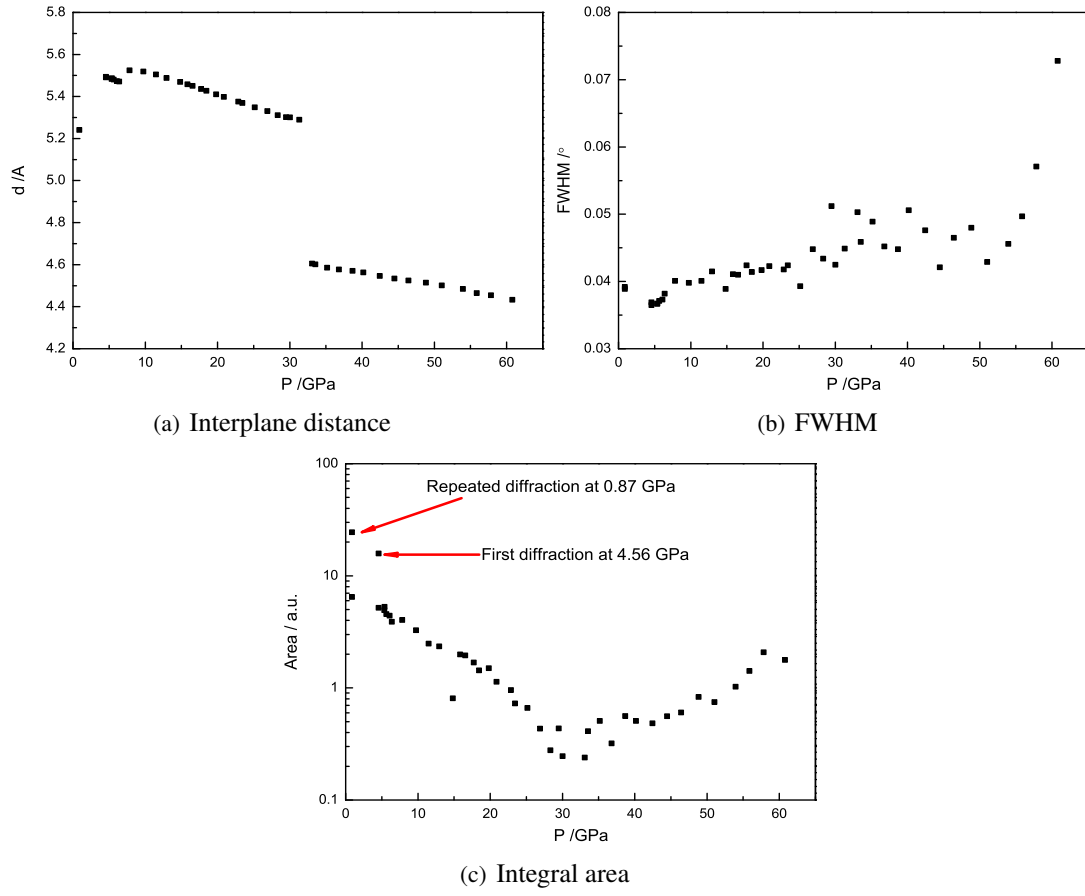 5.8
5.6
5.4
5.2
5.0
4.8
4.6
4.4
4.2
d /A
0 10 20 30 40 50 60
P /GPa
(a) Interplane distance
0.08
0.07
0.06
0.05
0.04
0.03
FWHM /°
0 10 20 30 40 50 60
P /GPa
(b) FWHM
100
10
1
0.1
Area / a.u.
Repeated diffraction at 0.87 GPa
First diffraction at 4.56 GPa
0 10 20 30 40 50 60
P /GPa
(c) Integral area